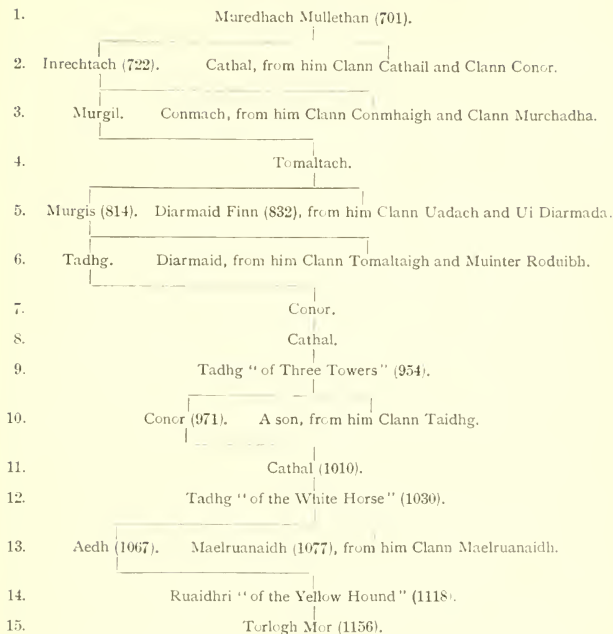 1. Muredhach Mullethan (701).
2. Inrechtach (722). Cathal, from him Clann Cathail and Clann Conor.
3. Murgil. Conmach, from him Clann Conmhaigh and Clann Murchadha.
4. Tomaltach.
5. Murgis (814). Diarmaid Finn (832), from him Clann Uadach and Ui Diarmada.
6. Tadhg. Diarmaid, from him Clann Tomaltaigh and Muinter Roduibh.
7. Conor.
8. Cathal.
9. Tadhg "of Three Towers" (954).
10. Conor (971). A son, from him Clann Taidhg.
11. Cathal (1010).
12. Tadhg "of the White Horse" (1030).
13. Aedh (1067). Maelruanaidh (1077), from him Clann Maelruanaidh.
14. Ruaidhri "of the Yellow Hound" (1118).
15. Torlogh Mor (1156).